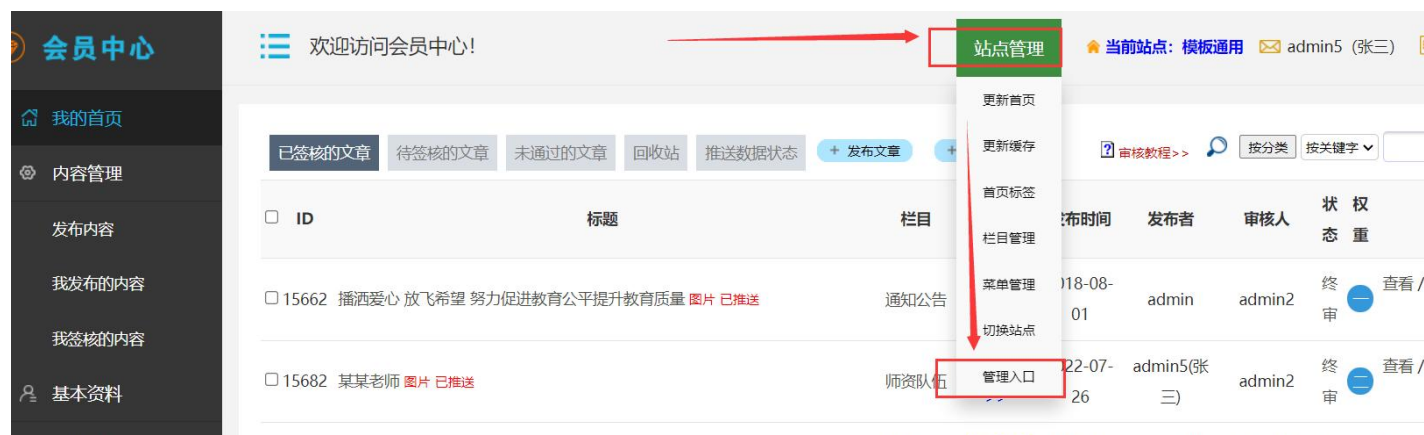 会员中心
欢迎访问会员中心!
站点管理
当前站点：模板通用
admin5 (张三)
我的首页
内容管理
发布内容
我发布的内容
我签核的内容
基本资料
更新首页
更新缓存
首页标签
栏目管理
菜单管理
切换站点
管理入口
已签核的文章 待签核的文章 未通过的文章 回收站 推送数据状态 + 发布文章 +
? 审核教程>> 按分类 按关键字
ID 标题 栏目 布时间 发布者 审核人 状态 权重
15662 播洒爱心 放飞希望 努力促进教育公平提升教育质量 图片 已推送 通知公告 018-08-01 admin admin2 终审 一 查看 /
15682 某某老师 图片 已推送 师资队伍 022-07-26 admin5(张三) admin2 终审 二 查看 /